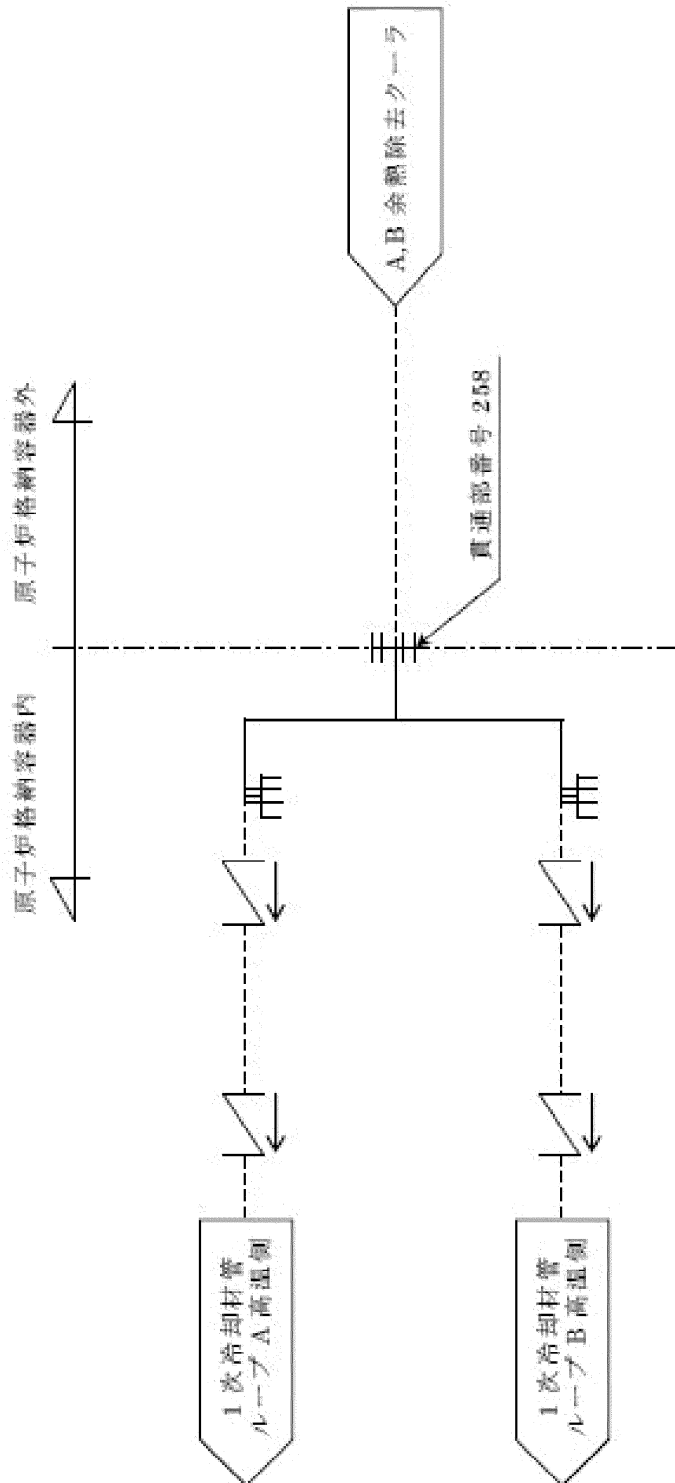 原子炉格納容器内
原子炉格納容器外
A,B 余熱除去クーラ
貫通部番号 258
1 次冷却材管
ループ A 高温側
1 次冷却材管
ループ B 高温側